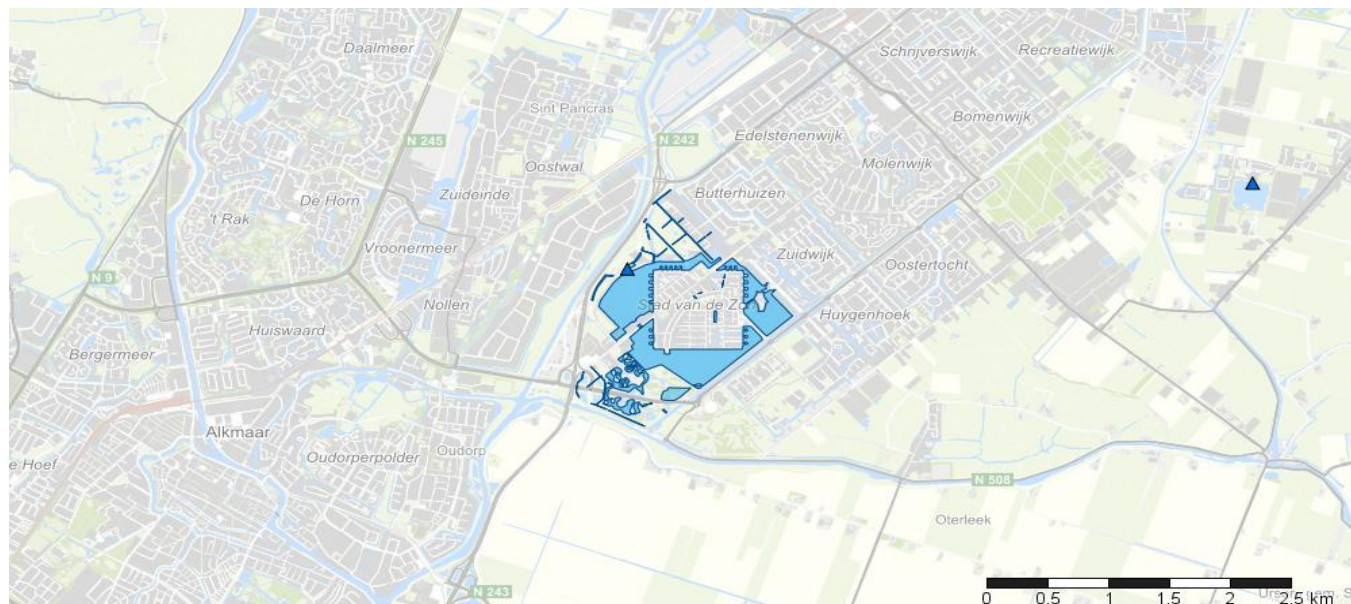 Daalmeer
Schrijverswijk
Recreatiewijk
Sint Pancras
Bomenwijk
N 245
N 242
Edelstenenwijk
Oostwal
Molenwijk
Zuideinde
Butterhuizen
De Horn
't Rak
Vroonermeer
Zuidwijk
Oostertocht
N 9
Nollen
Stad van de Zon
Huygenhoek
Huiswaard
Bergermeer
Alkmaar
Oudorperpolder
Oudorp
e Hoef
N 508
Oterleek
N 243
0 0.5 1 1.5 2 2.5 km